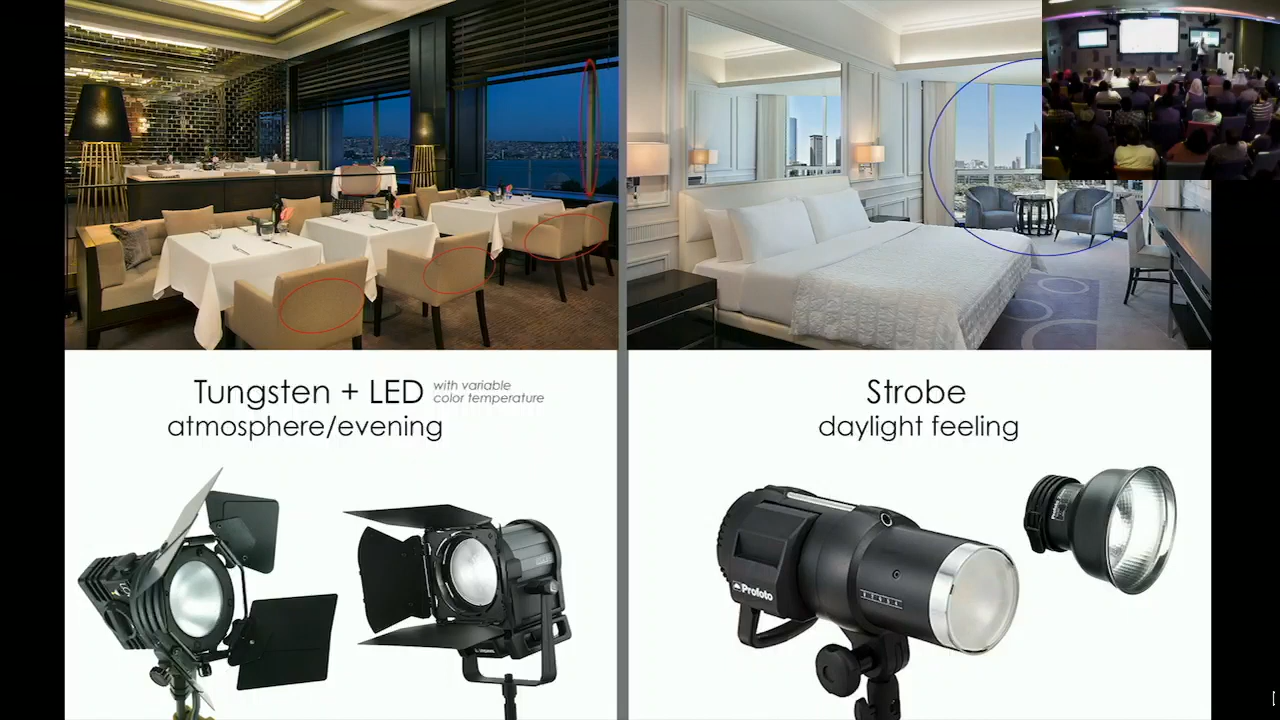 Tungsten + LED
with variable
color temperature
atmosphere/evening
Strobe
daylight feeling
Profoto